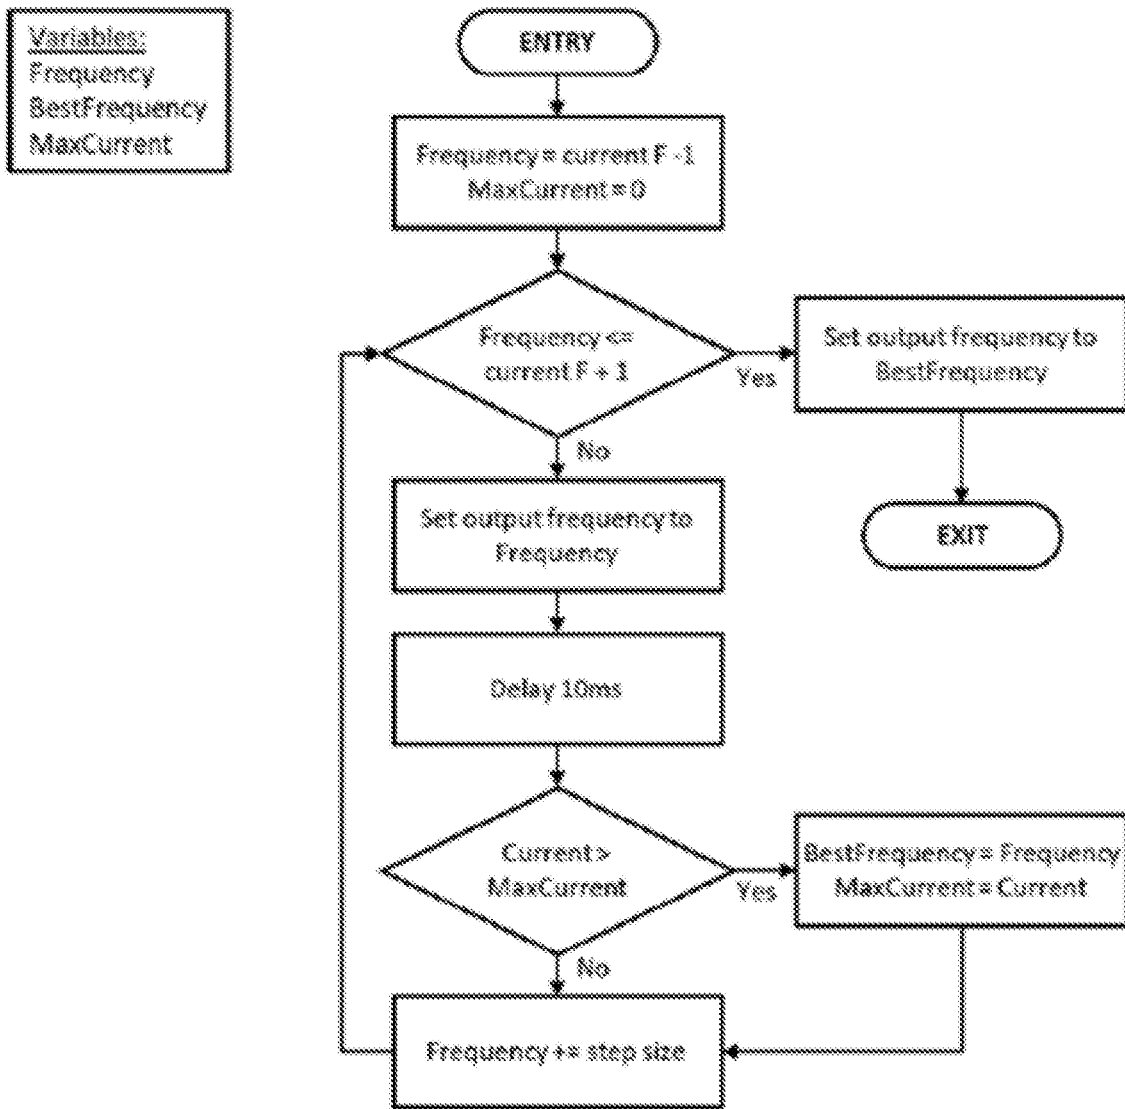 Variables:
Frequency
BestFrequency
MaxCurrent
ENTRY
Frequency = current F -1
MaxCurrent = 0
Frequency <=
current F + 1
Yes
Set output frequency to
BestFrequency
No
EXIT
Set output frequency to
Frequency
Delay 10ms
Current >
MaxCurrent
Yes
BestFrequency = Frequency
MaxCurrent = Current
No
Frequency += step size